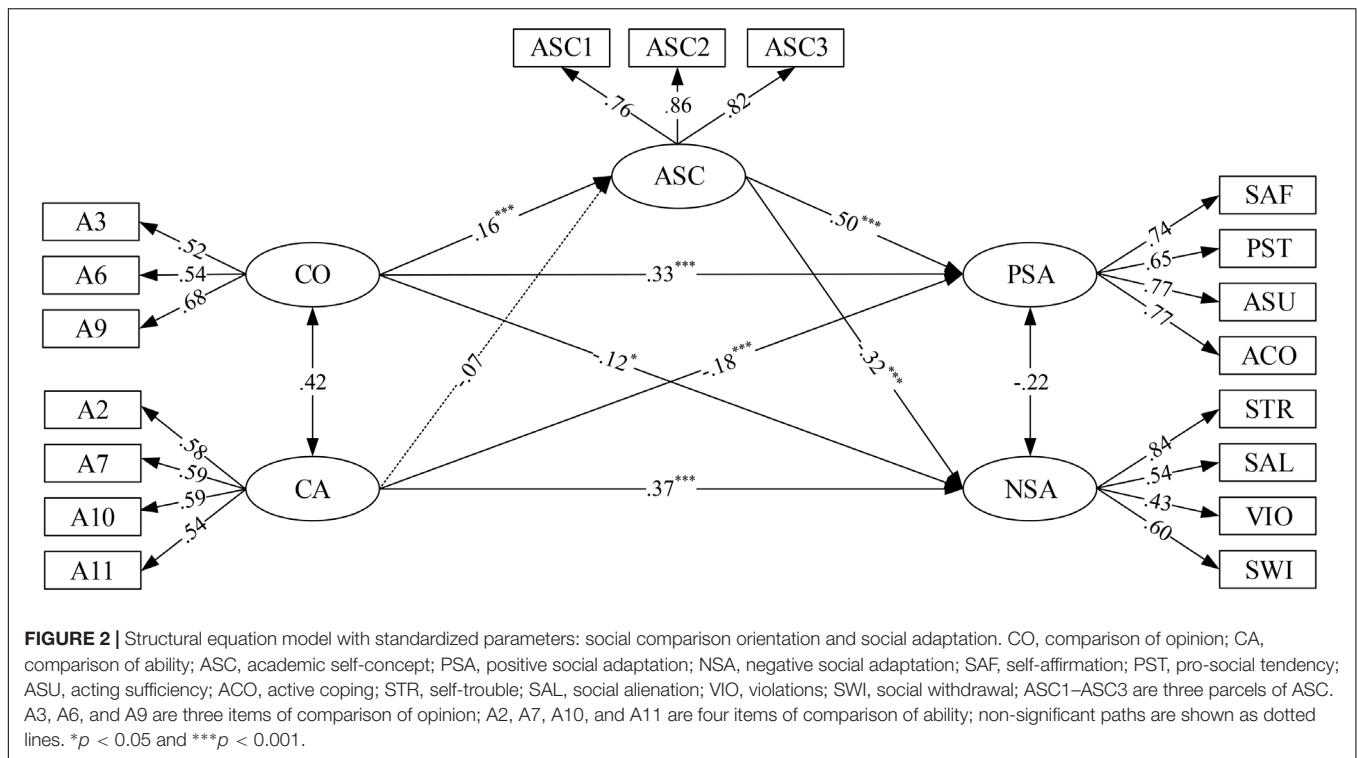 ASC1 ASC2 ASC3
.76 .86 .82
ASC
SAF
A3 .52 .16*** .50*** .74 PST
A6 .54 CO .33*** PSA .65
A9 .68 .77 ASU
.77 ACO
.42 -.07 -.12* -.18*** -.32*** -.22
A2 .58 .84 STR
A7 .59 CA .37*** NSA .54 SAL
A10 .59 .43 VIO
A11 .54 .60 SWI
FIGURE 2 | Structural equation model with standardized parameters: social comparison orientation and social adaptation. CO, comparison of opinion; CA,
comparison of ability; ASC, academic self-concept; PSA, positive social adaptation; NSA, negative social adaptation; SAF, self-affirmation; PST, pro-social tendency;
ASU, acting sufficiency; ACO, active coping; STR, self-trouble; SAL, social alienation; VIO, violations; SWI, social withdrawal; ASC1–ASC3 are three parcels of ASC.
A3, A6, and A9 are three items of comparison of opinion; A2, A7, A10, and A11 are four items of comparison of ability; non-significant paths are shown as dotted
lines. *p < 0.05 and ***p < 0.001.